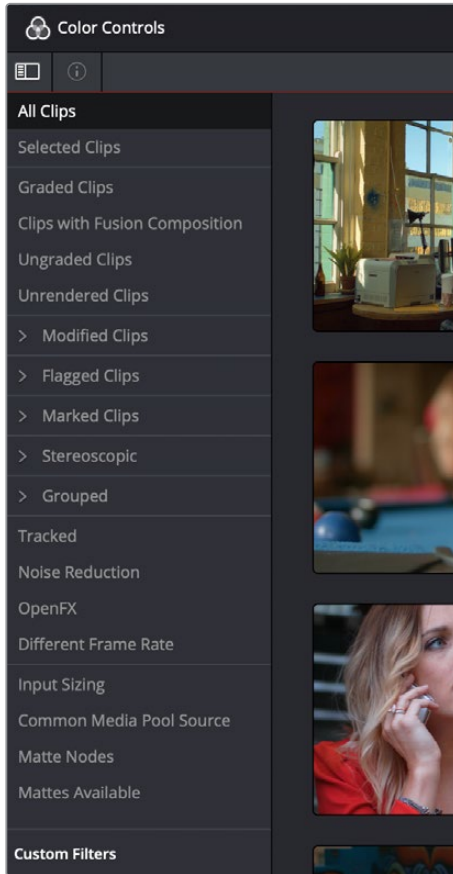 Color Controls
All Clips
Selected Clips
Graded Clips
Clips with Fusion Composition
Ungraded Clips
Unrendered Clips
> Modified Clips
> Flagged Clips
> Marked Clips
> Stereoscopic
> Grouped
Tracked
Noise Reduction
OpenFX
Different Frame Rate
Input Sizing
Common Media Pool Source
Matte Nodes
Mattes Available
Custom Filters